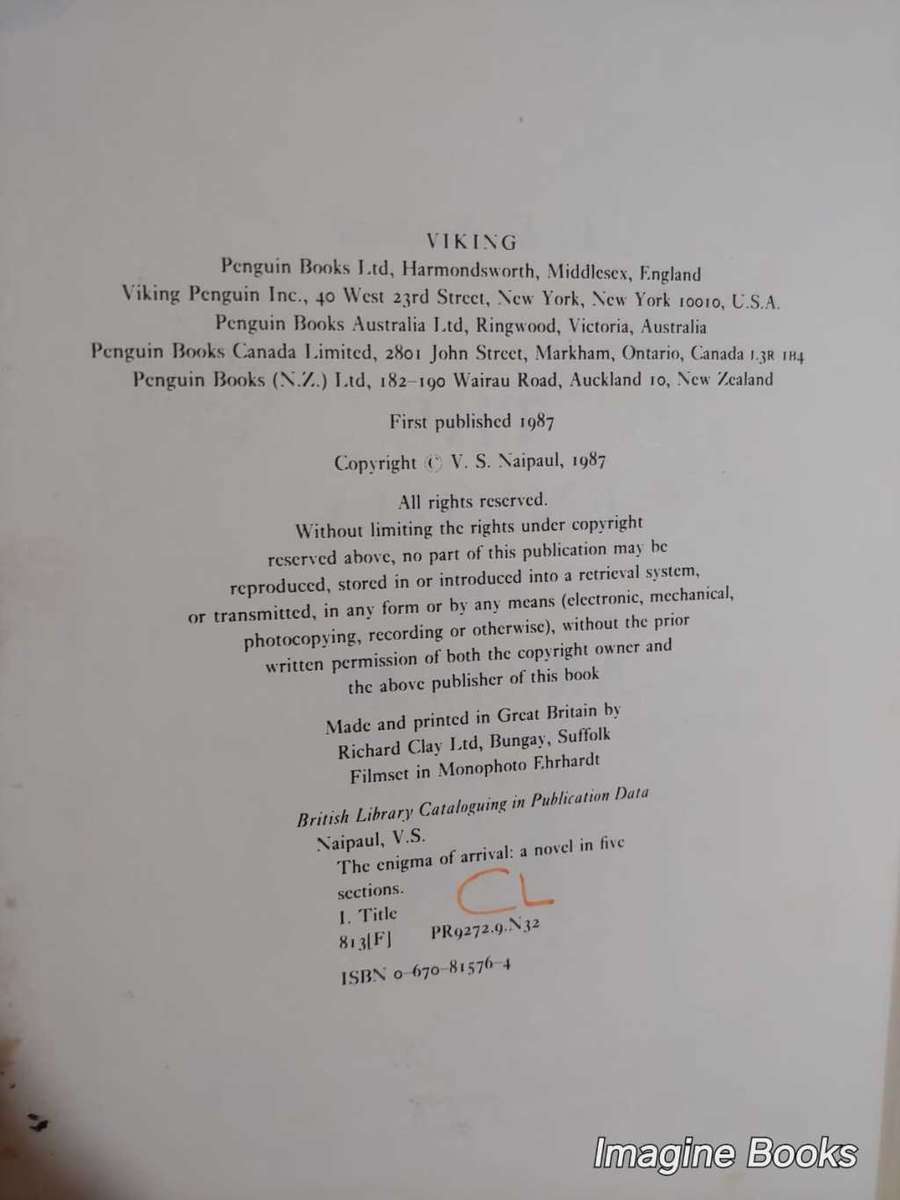 VIKING
Penguin Books Ltd, Harmondsworth, Middlesex, England
Viking Penguin Inc., 40 West 23rd Street, New York, New York 10010, U.S.A.
Penguin Books Australia Ltd, Ringwood, Victoria, Australia
Penguin Books Canada Limited, 2801 John Street, Markham, Ontario, Canada L3R 1B4
Penguin Books (N.Z.) Ltd, 182–190 Wairau Road, Auckland 10, New Zealand
First published 1987
Copyright © V. S. Naipaul, 1987
All rights reserved.
Without limiting the rights under copyright
reserved above, no part of this publication may be
reproduced, stored in or introduced into a retrieval system,
or transmitted, in any form or by any means (electronic, mechanical,
photocopying, recording or otherwise), without the prior
written permission of both the copyright owner and
the above publisher of this book
Made and printed in Great Britain by
Richard Clay Ltd, Bungay, Suffolk
Filmset in Monophoto Ehrhardt
British Library Cataloguing in Publication Data
Naipaul, V.S.
The enigma of arrival: a novel in five
sections.
CL
I. Title
813[F] PR9272.9.N32
ISBN 0-670-81576-4
Imagine Books